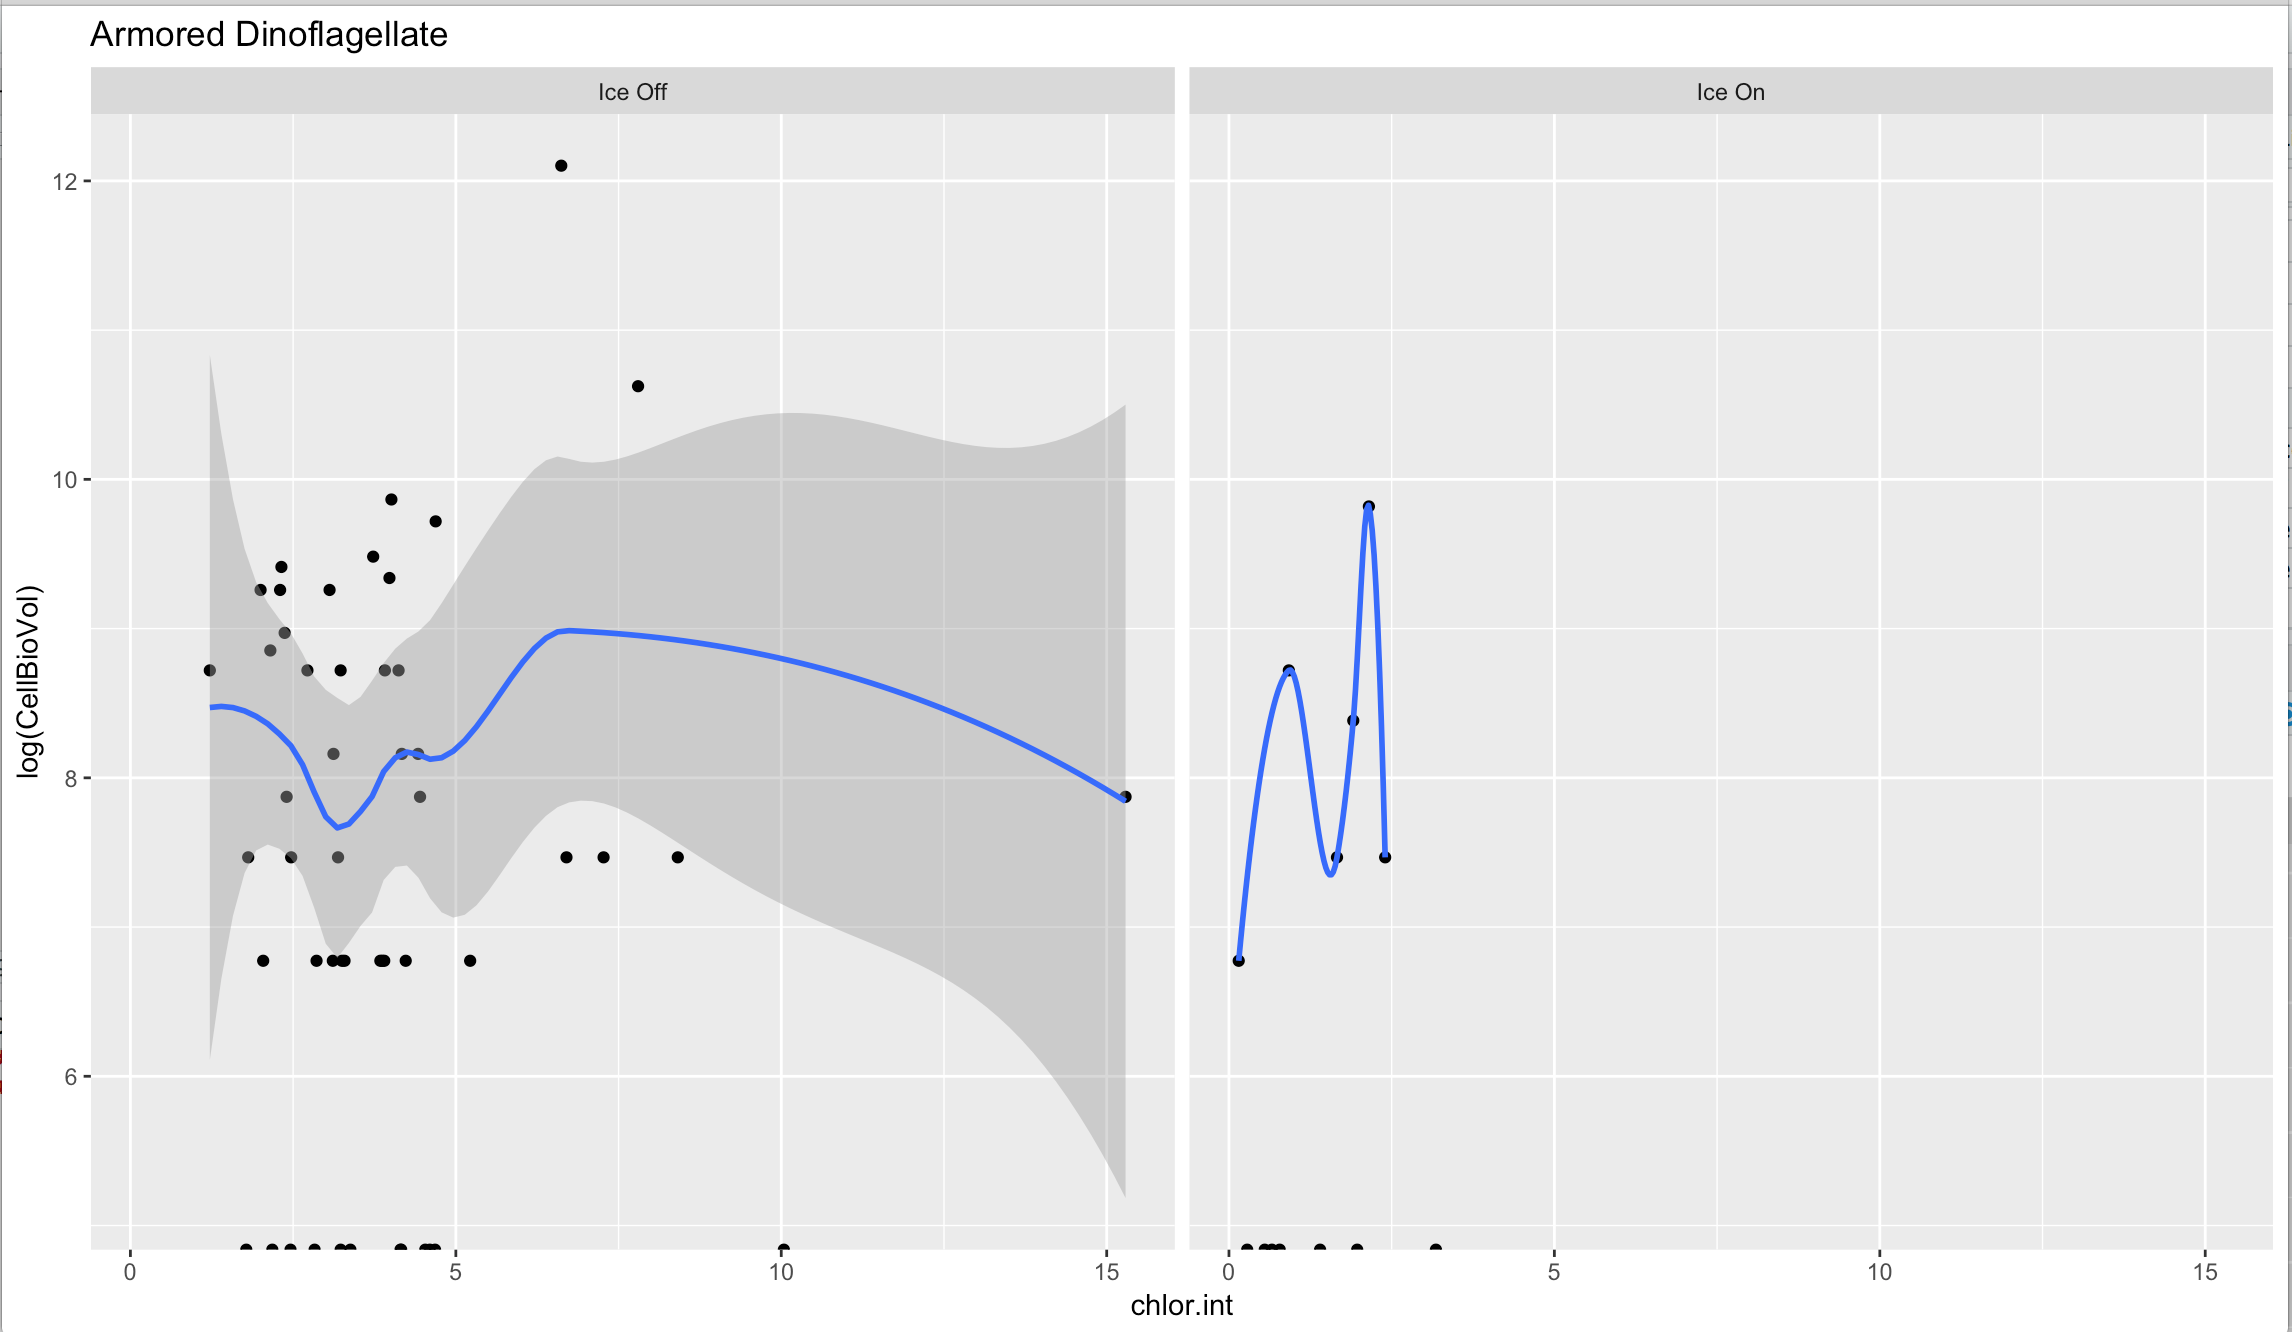 Armored Dinoflagellate
Ice Off
Ice On
12
10
8
6
log(CellBioVol)
0 5 10 15 0 5 10 15
chlor.int